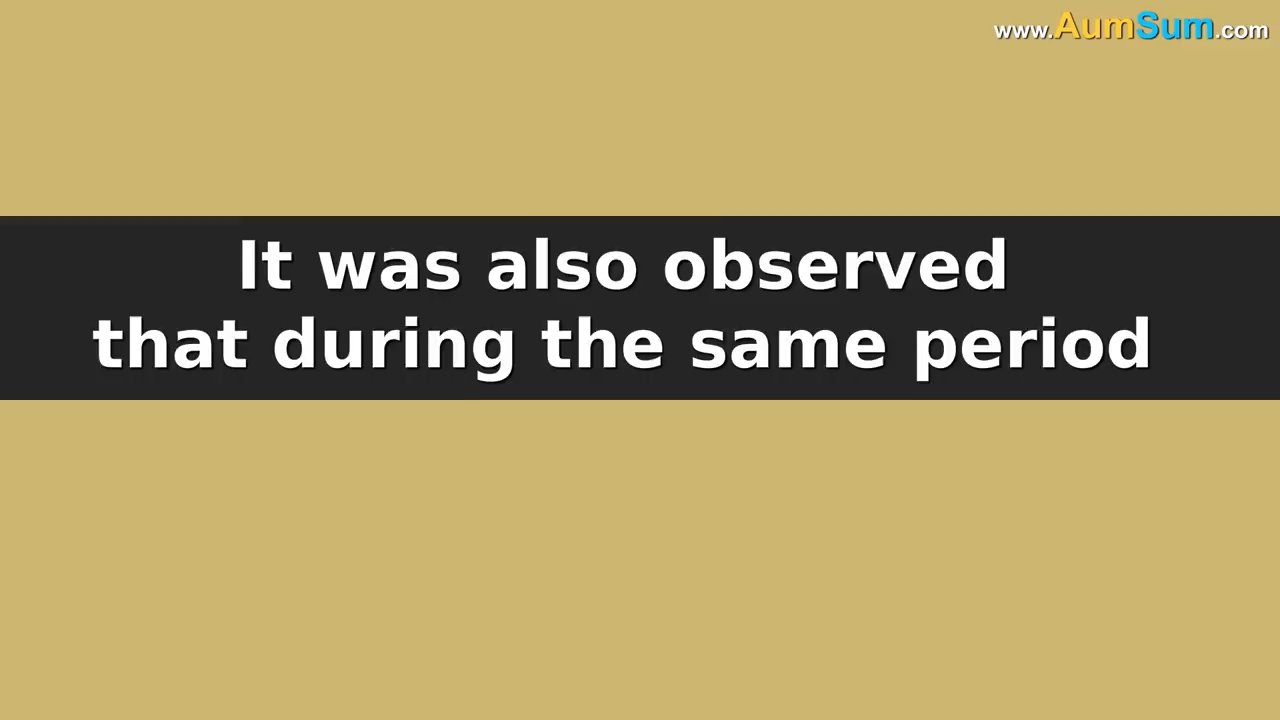 www.AumSum.com
It was also observed
that during the same period